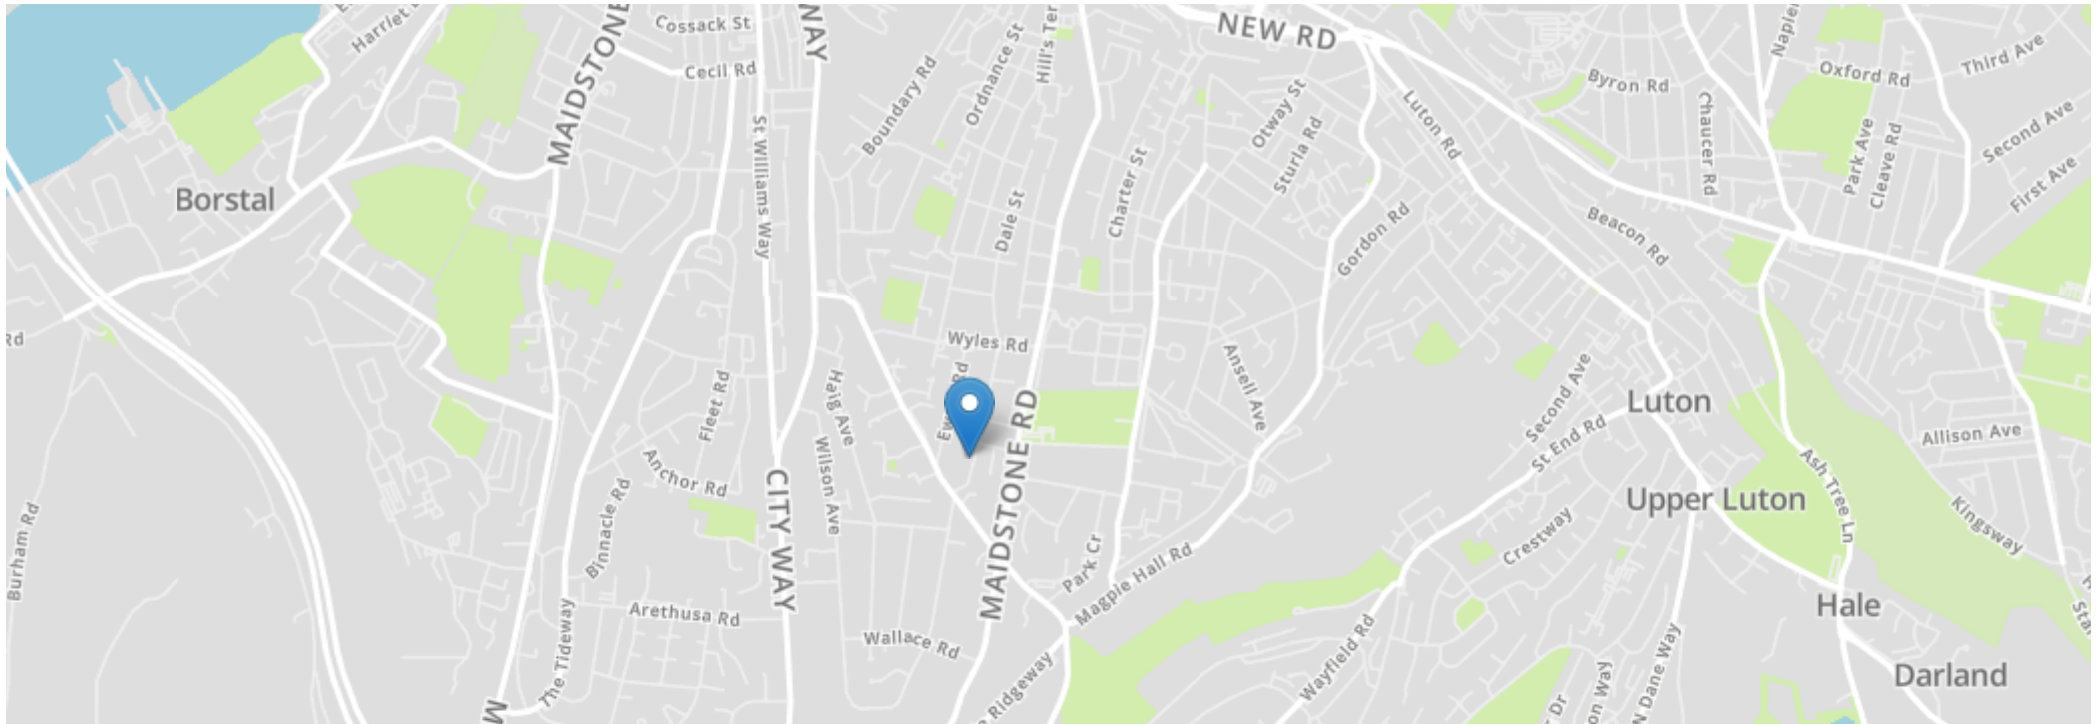 Harriet
MAIDSTONE
Cossack St
WAY
Ordnance St
Hill's Ter
NEW RD
Napier
Third Ave
Cecil Rd
Boundary Rd
Byron Rd
Oxford Rd
Luton Rd
Otway St
Chaucer Rd
Second Ave
St Williams Way
Sturla Rd
Park Ave
Cleave Rd
Borstal
Charter St
First Ave
Dale St
Gordon Rd
Beacon Rd
Rd
Wyles Rd
Rd
Ansell Ave
Haig Ave
Fleet Rd
MAIDSTONE RD
Second Ave
Luton
St End Rd
Allison Ave
Wilson Ave
Anchor Rd
CITY WAY
Ash Tree Ln
Upper Luton
Binnacle Rd
Burham Rd
Kingsway
Crestway
Park Cr
Magpie Hall Rd
Arethusa Rd
Hale
The Tideway
Wallace Rd
Wayfield Rd
Ridgeway
Darland
Dane Way
Way
Dr
M